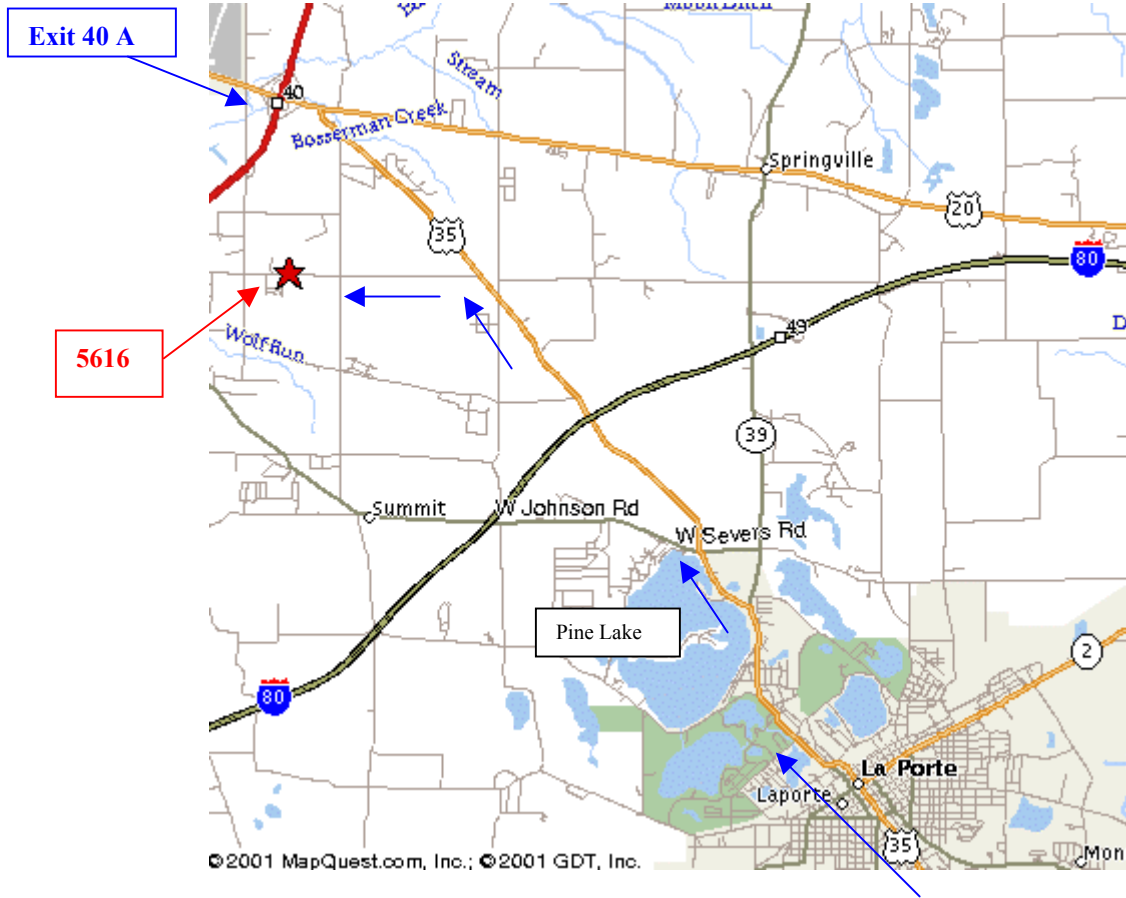 Exit 40 A
Stream
40
Bosserman Creek
Springville
20
35
80
49
5616
Wolf Run
39
Summit
W Johnson Rd
W Severs Rd
Pine Lake
2
80
La Porte
Laporte
35
Mon
©2001 MapQuest.com, Inc.; ©2001 GDT, Inc.